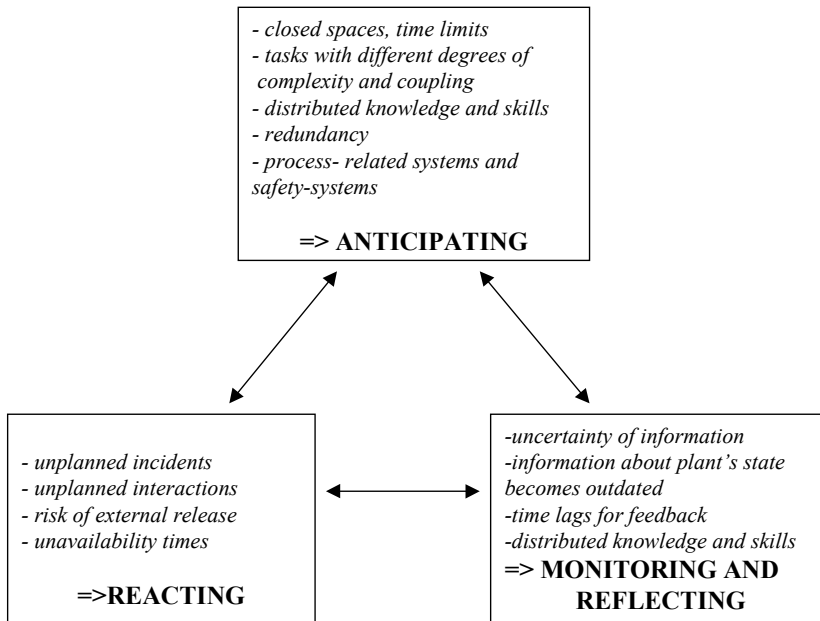 - closed spaces, time limits
- tasks with different degrees of
complexity and coupling
- distributed knowledge and skills
- redundancy
- process- related systems and
safety-systems
=> ANTICIPATING
- unplanned incidents
- unplanned interactions
- risk of external release
- unavailability times
=>REACTING
-uncertainty of information
-information about plant’s state
becomes outdated
-time lags for feedback
-distributed knowledge and skills
=> MONITORING AND
REFLECTING